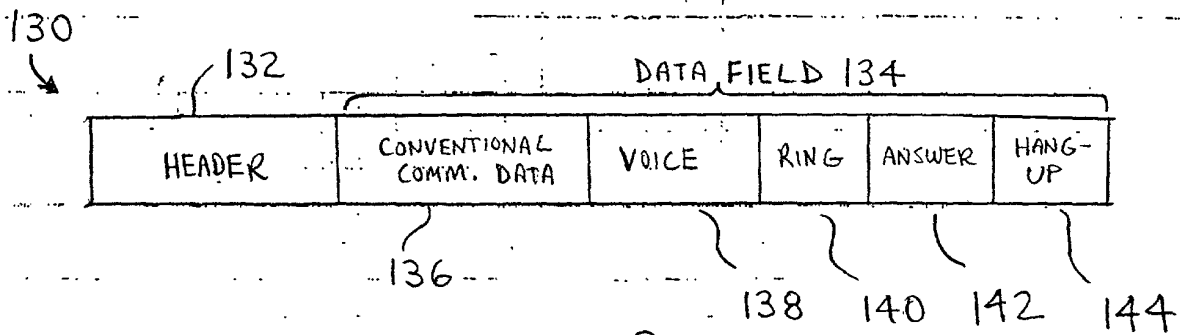 130
132
DATA FIELD 134
HEADER
CONVENTIONAL
COMM. DATA
VOICE
RING
ANSWER
HANG-
UP
136
138
140
142
144